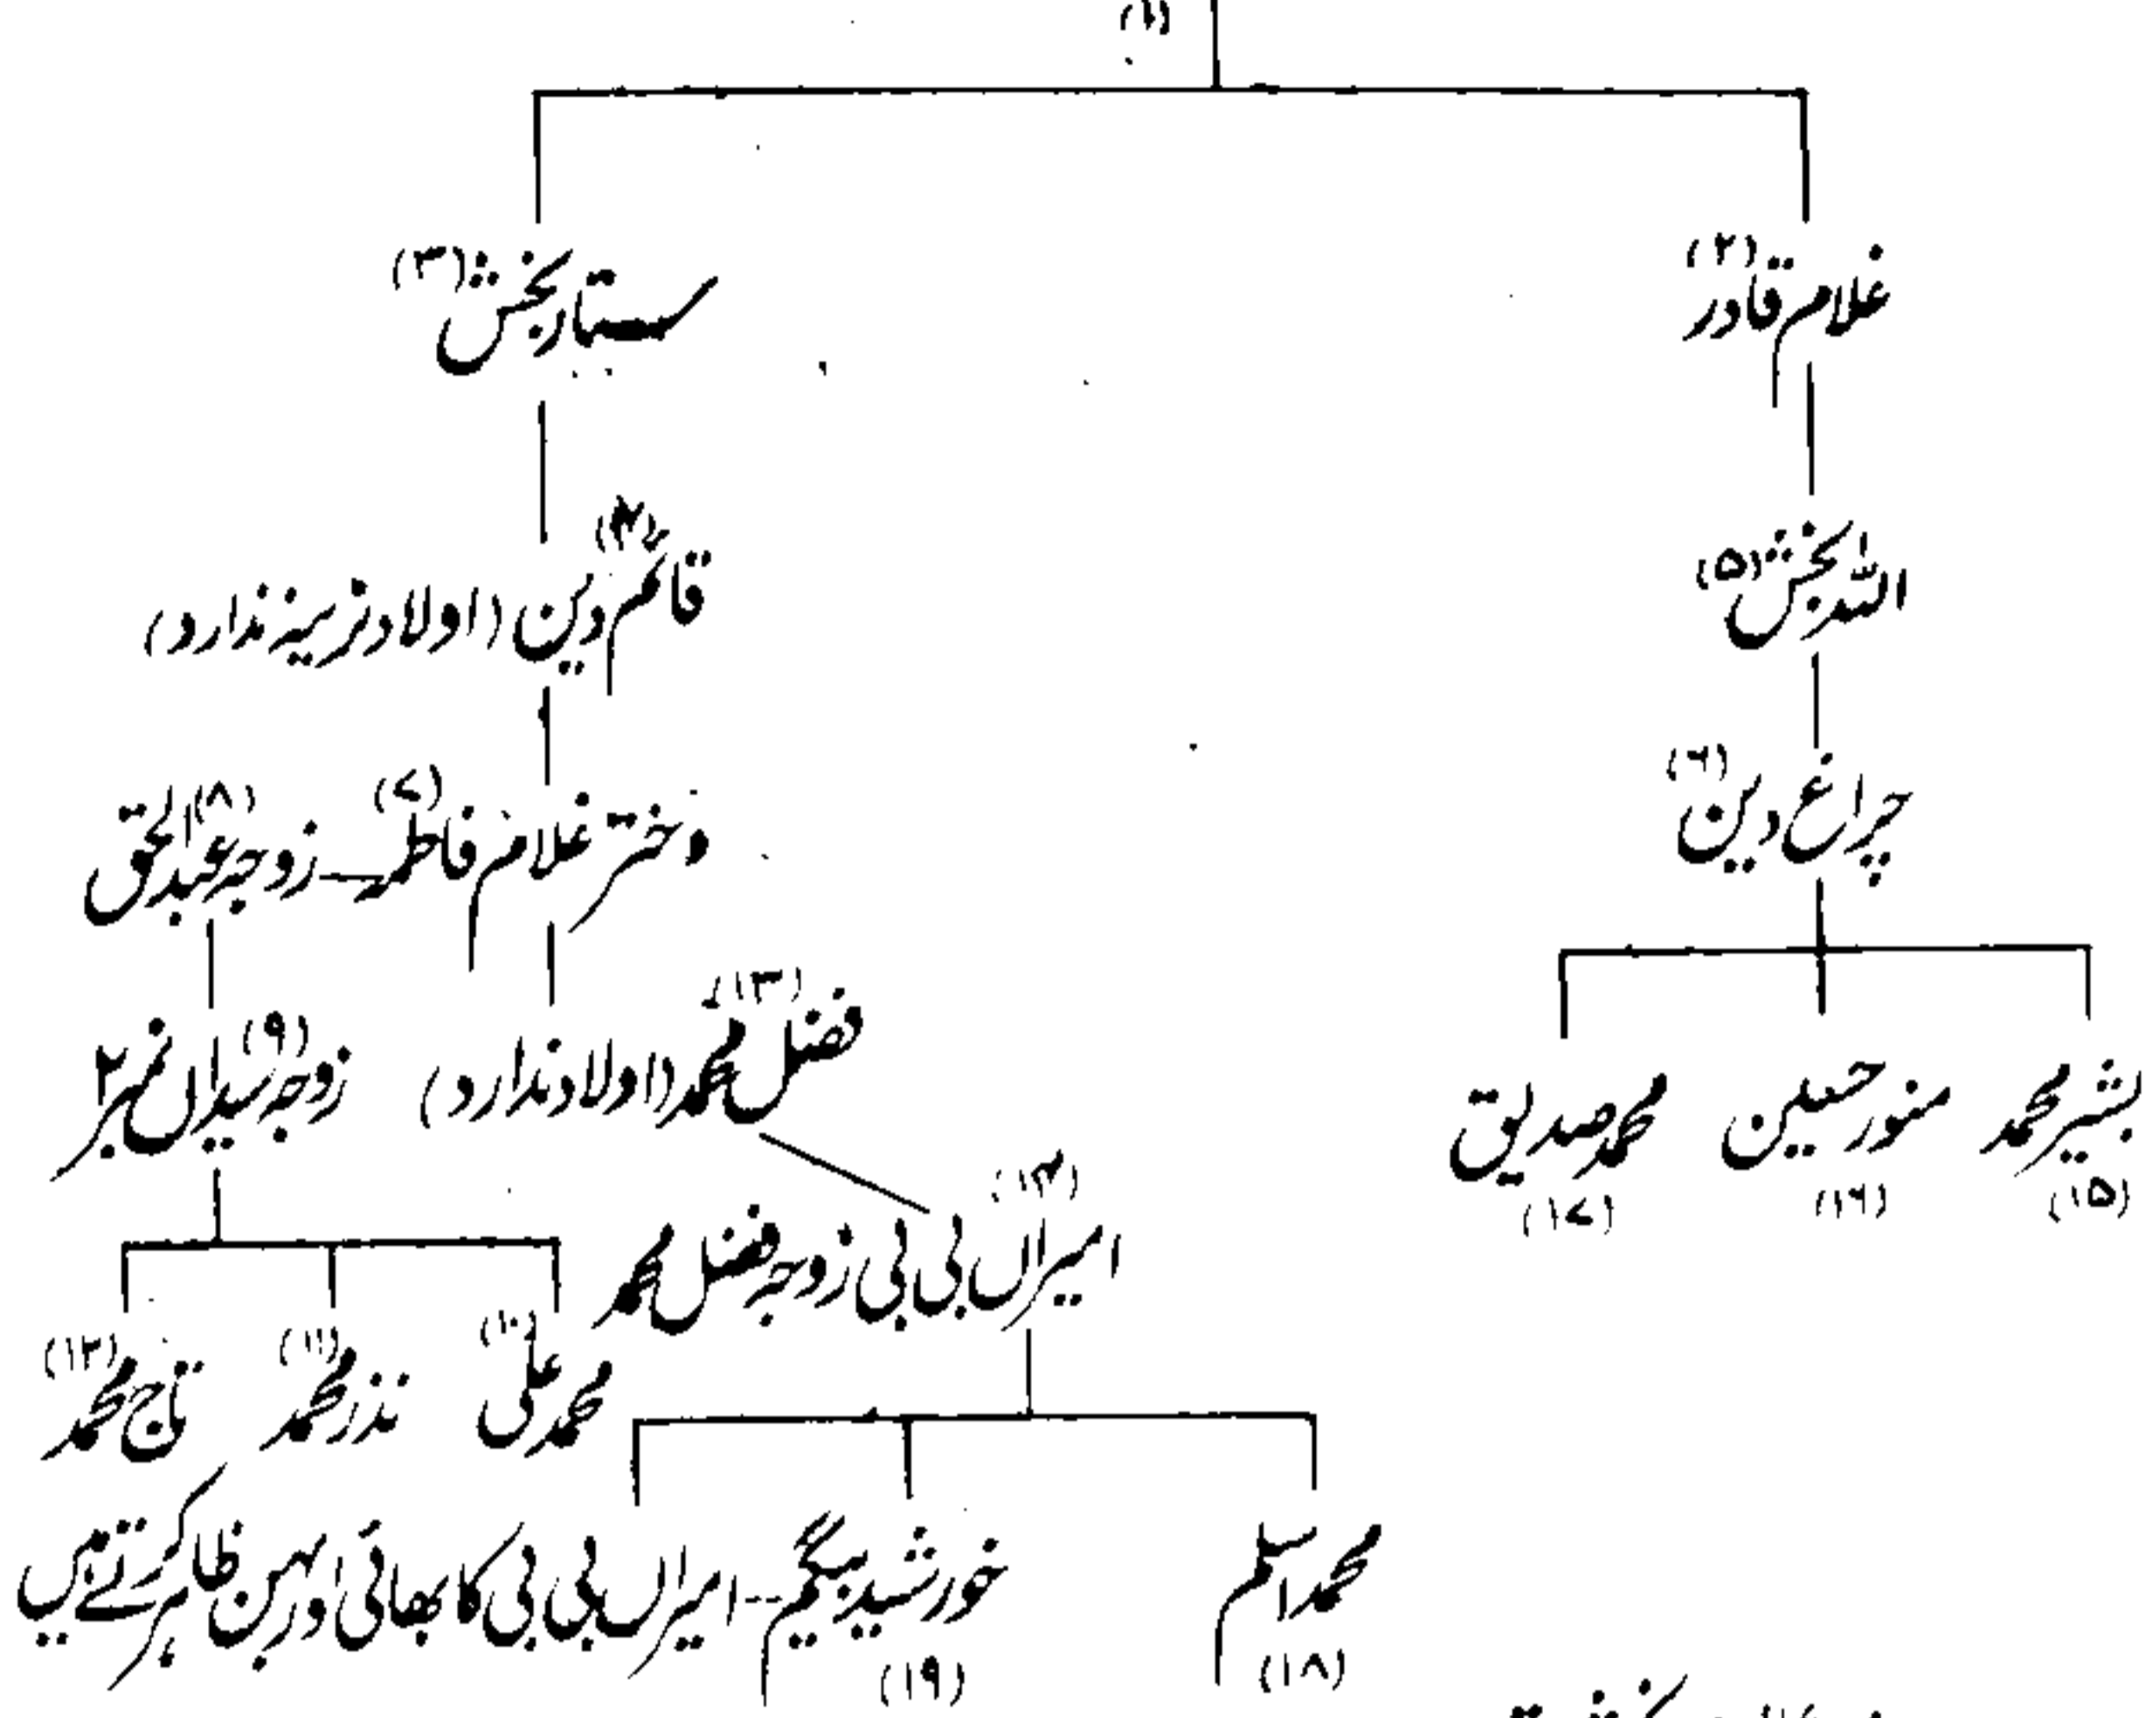 (۱)
غلام قادر (۲)
ستار بخش (۳)
اللہ بخش (۵)
قائم دین (۴) (اولاد نرینہ ندارد)
چراغ دین (۶)
دختر غلام فاطمہ (۷) — زوجہ عبدالحق (۸)
فضل محمد (۱۳) (اولاد ندارد)
زوجہ سیداں نمبر ۲ (۹)
بشیر محمد (۱۵)
منور حسین (۱۶)
محمد صدیق (۱۷)
امیراں بی بی زوجہ فضل محمد (۱۴)
محمد علی (۱۰)
نذر محمد (۱۱)
تاج محمد (۱۲)
محمد اسلم (۱۸)
خورشید بیگم (۱۹) -- امیراں بی بی کا بھائی اور بہن ظاہر کرتے ہیں